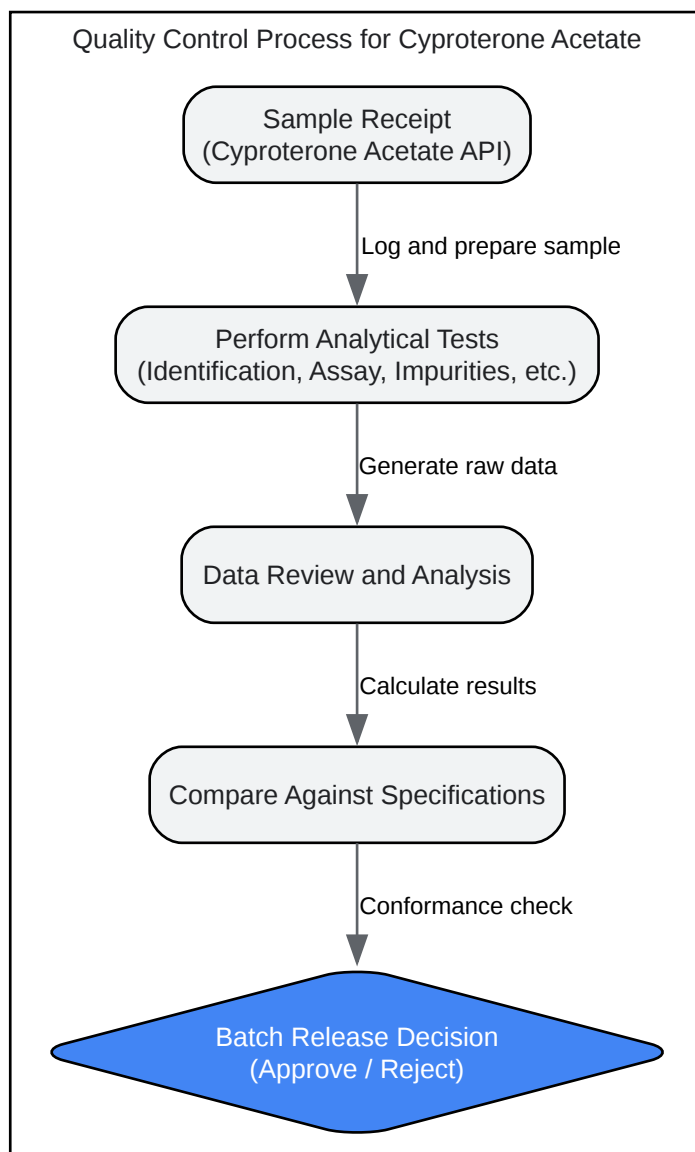 Quality Control Process for Cyproterone Acetate
Sample Receipt
(Cyproterone Acetate API)
Log and prepare sample
Perform Analytical Tests
(Identification, Assay, Impurities, etc.)
Generate raw data
Data Review and Analysis
Calculate results
Compare Against Specifications
Conformance check
Batch Release Decision
(Approve / Reject)